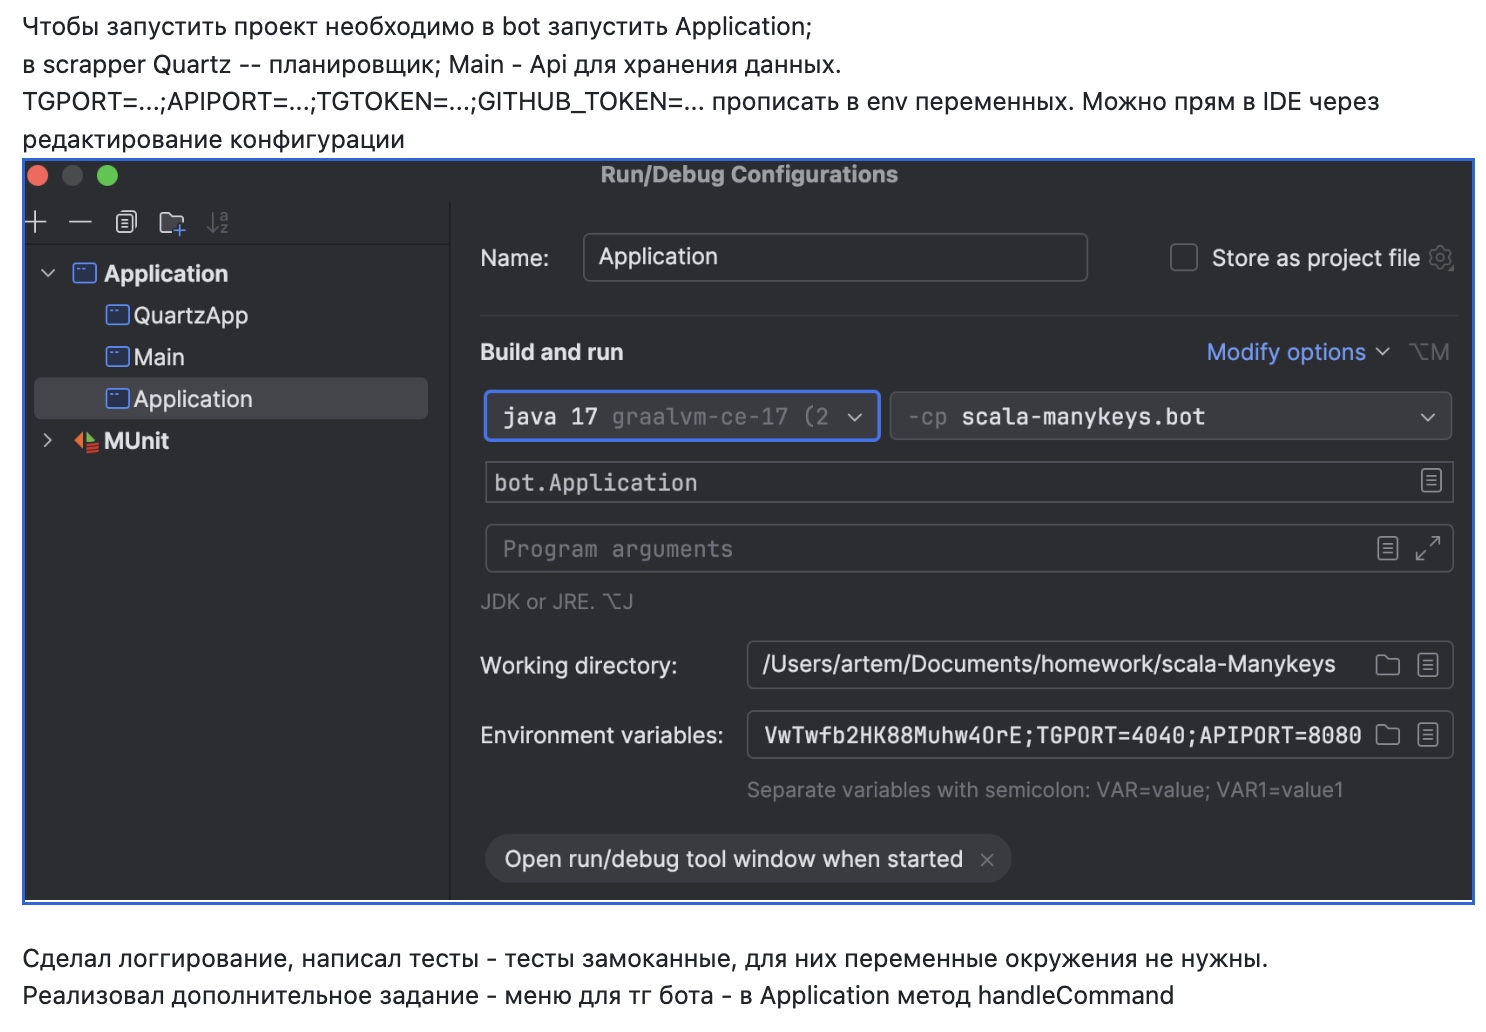 Чтобы запустить проект необходимо в bot запустить Application;
в scrapper Quartz -- планировщик; Main - Api для хранения данных.
TGPORT=...;APIPORT=...;TGTOKEN=...;GITHUB_TOKEN=... прописать в env переменных. Можно прям в IDE через
редактирование конфигурации
Run/Debug Configurations
Application
QuartzApp
Main
Application
MUnit
Name: Application Store as project file
Build and run Modify options ⌥M
java 17 graalvm-ce-17 (2 -cp scala-manykeys.bot
bot.Application
Program arguments
JDK or JRE. ⌥J
Working directory: /Users/artem/Documents/homework/scala-Manykeys
Environment variables: VwTwfb2HK88Muhw4OrE;TGPORT=4040;APIPORT=8080
Separate variables with semicolon: VAR=value; VAR1=value1
Open run/debug tool window when started ×
Сделал логгирование, написал тесты - тесты замоканные, для них переменные окружения не нужны.
Реализовал дополнительное задание - меню для тг бота - в Application метод handleCommand